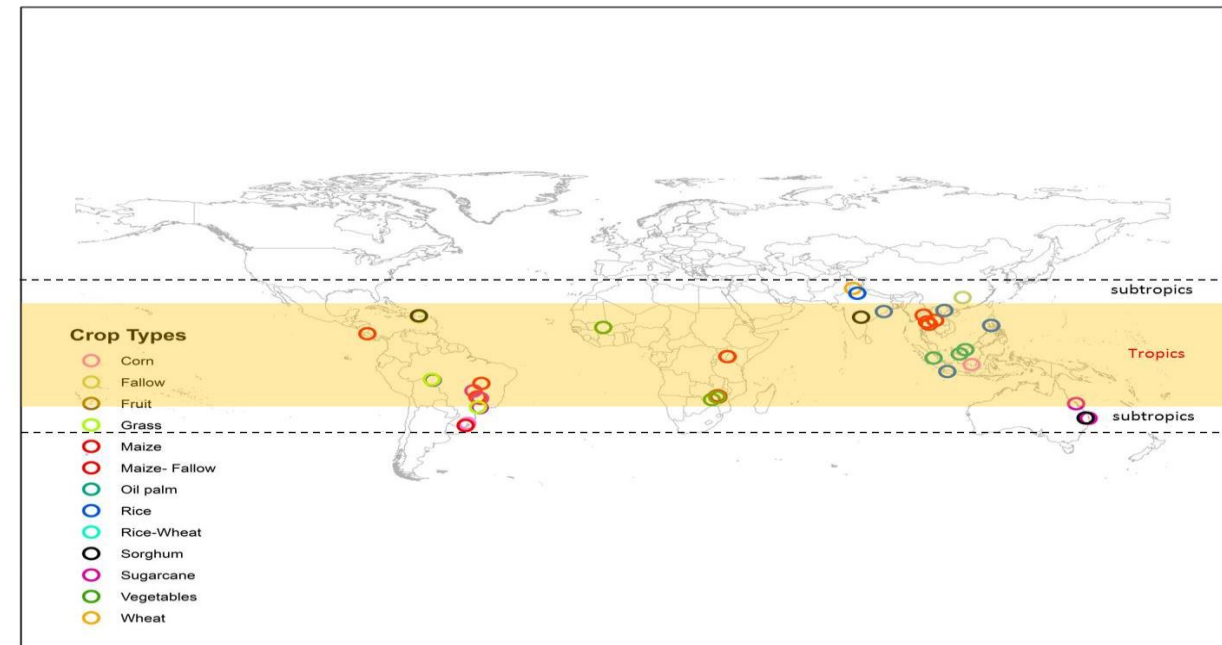 subtropics
Crop Types
Tropics
Corn
Fallow
Fruit
subtropics
Grass
Maize
Maize- Fallow
Oil palm
Rice
Rice-Wheat
Sorghum
Sugarcane
Vegetables
Wheat